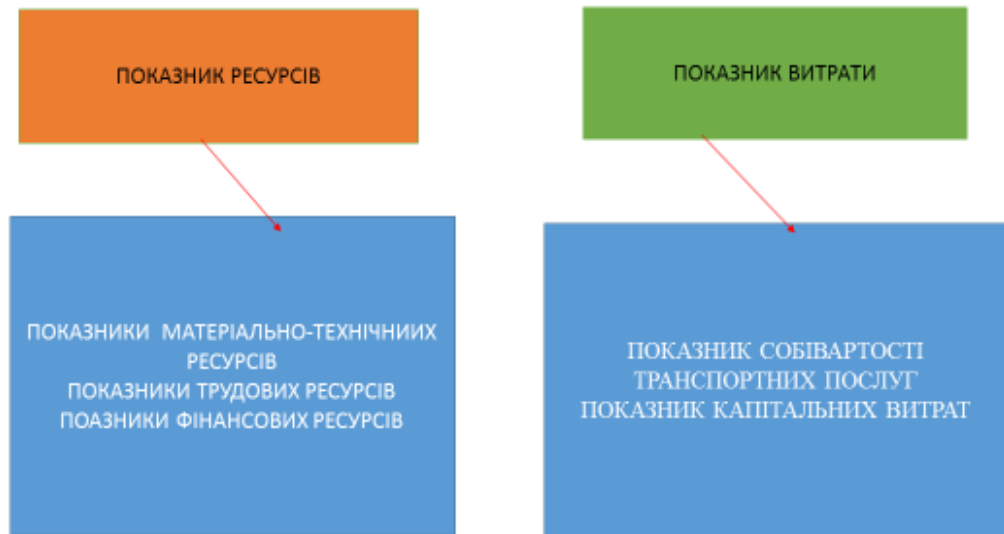 ПОКАЗНИК РЕСУРСІВ
ПОКАЗНИК ВИТРАТИ
ПОКАЗНИКИ МАТЕРІАЛЬНО-ТЕХНІЧНИИХ
РЕСУРСІВ
ПОКАЗНИКИ ТРУДОВИХ РЕСУРСІВ
ПОАЗНИКИ ФІНАНСОВИХ РЕСУРСІВ
ПОКАЗНИК СОБІВАРТОСТІ
ТРАНСПОРТНИХ ПОСЛУГ
ПОКАЗНИК КАПІТАЛЬНИХ ВИТРАТ